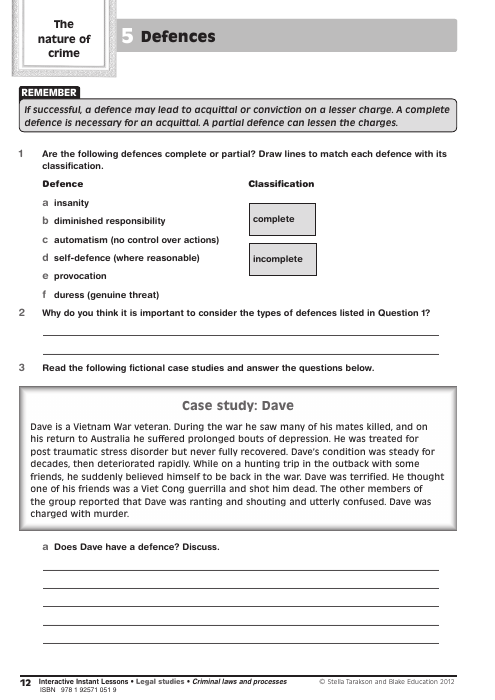 The
nature of
crime
5 Defences
REMEMBER
If successful, a defence may lead to acquittal or conviction on a lesser charge. A complete
defence is necessary for an acquittal. A partial defence can lessen the charges.
1 Are the following defences complete or partial? Draw lines to match each defence with its
classification.
Defence Classification
a insanity
b diminished responsibility
complete
c automatism (no control over actions)
d self-defence (where reasonable)
incomplete
e provocation
f duress (genuine threat)
2 Why do you think it is important to consider the types of defences listed in Question 1?
3 Read the following fictional case studies and answer the questions below.
Case study: Dave
Dave is a Vietnam War veteran. During the war he saw many of his mates killed, and on
his return to Australia he suffered prolonged bouts of depression. He was treated for
post traumatic stress disorder but never fully recovered. Dave's condition was steady for
decades, then deteriorated rapidly. While on a hunting trip in the outback with some
friends, he suddenly believed himself to be back in the war. Dave was terrified. He thought
one of his friends was a Viet Cong guerrilla and shot him dead. The other members of
the group reported that Dave was ranting and shouting and utterly confused. Dave was
charged with murder.
a Does Dave have a defence? Discuss.
12 Interactive Instant Lessons • Legal studies • Criminal laws and processes © Stella Tarakson and Blake Education 2012
ISBN 978 1 92571 051 9